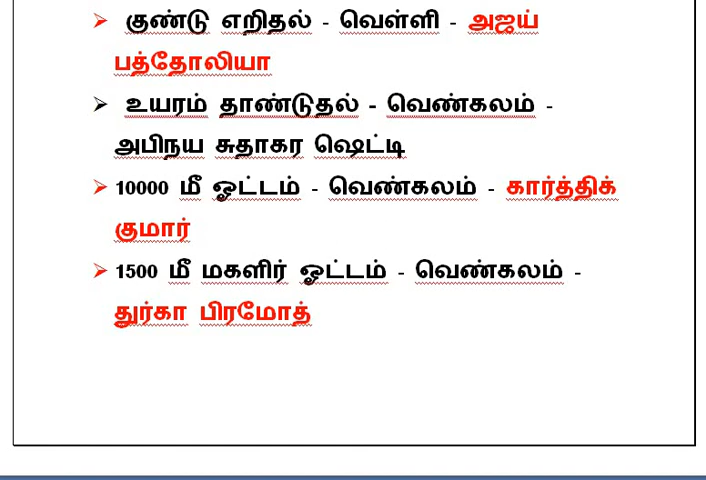 ➤ குண்டு எறிதல் - வெள்ளி - அஜய்
பத்தோலியா
➤ உயரம் தாண்டுதல் - வெண்கலம் -
அபிநய சுதாகர ஷெட்டி
➤ 10000 மீ ஓட்டம் - வெண்கலம் - கார்த்திக்
குமார்
➤ 1500 மீ மகளிர் ஓட்டம் - வெண்கலம் -
துர்கா பிரமோத்